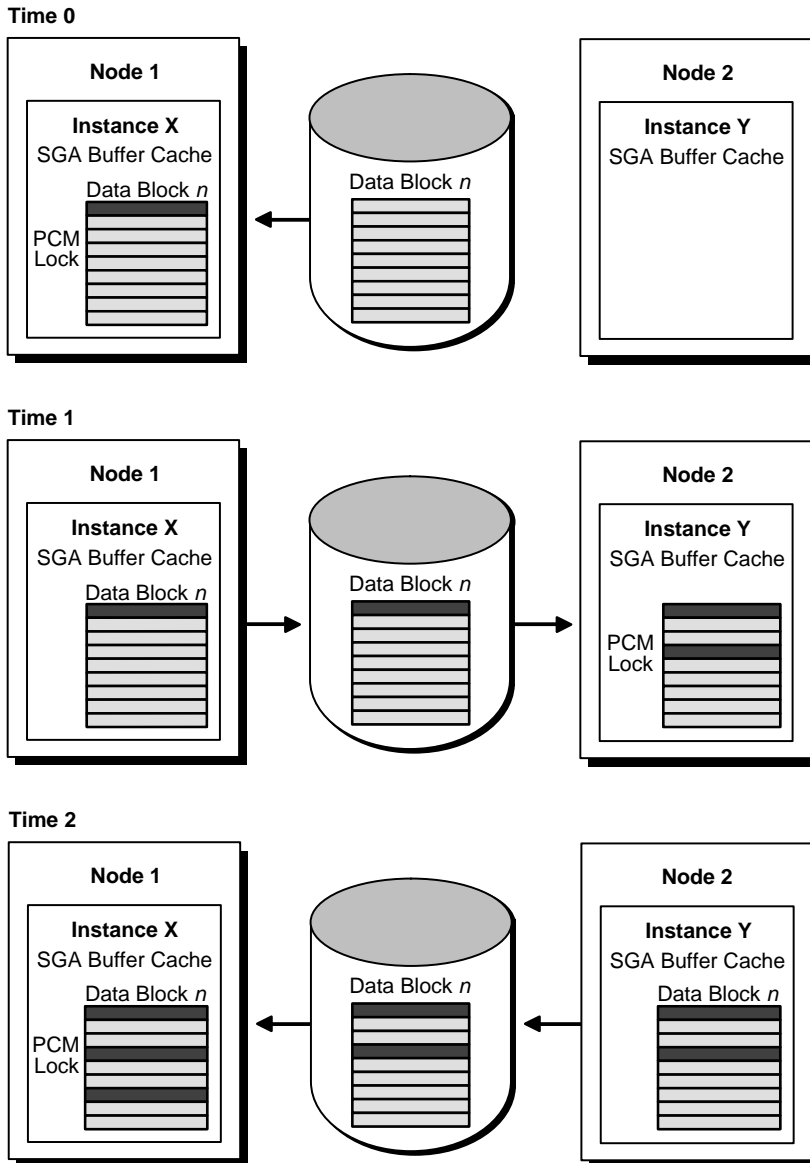 Time 0
Node 1
Instance X
SGA Buffer Cache
Data Block n
PCM
Lock
Data Block n
Node 2
Instance Y
SGA Buffer Cache
Time 1
Node 1
Instance X
SGA Buffer Cache
Data Block n
Data Block n
Node 2
Instance Y
SGA Buffer Cache
PCM
Lock
Time 2
Node 1
Instance X
SGA Buffer Cache
Data Block n
PCM
Lock
Data Block n
Node 2
Instance Y
SGA Buffer Cache
Data Block n